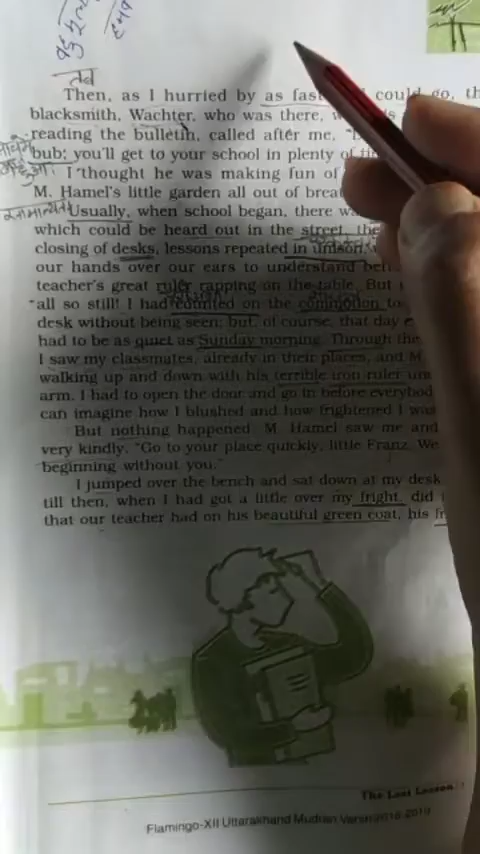 तब
Then, as I hurried by as fast I could go, th
blacksmith, Wachter, who was there, w
reading the bulletin, called after me, "D
bub; you'll get to your school in plenty of ti
I thought he was making fun of
M. Hamel's little garden all out of brea
Usually, when school began, there wa
which could be heard out in the street, the
closing of desks, lessons repeated in unison,
our hands over our ears to understand bett
teacher's great ruler rapping on the table. But
all so still! I had counted on the commotion to
desk without being seen; but, of course, that day e
had to be as quiet as Sunday morning. Through the
I saw my classmates, already in their places, and M
walking up and down with his terrible iron ruler un
arm. I had to open the door and go in before everybod
can imagine how I blushed and how frightened I was
But nothing happened. M. Hamel saw me and
very kindly, "Go to your place quickly, little Franz. We
beginning without you."
I jumped over the bench and sat down at my desk
till then, when I had got a little over my fright, did i
that our teacher had on his beautiful green coat, his fr
The Last Lesson
Flamingo-XII Uttarakhand Mudran Version